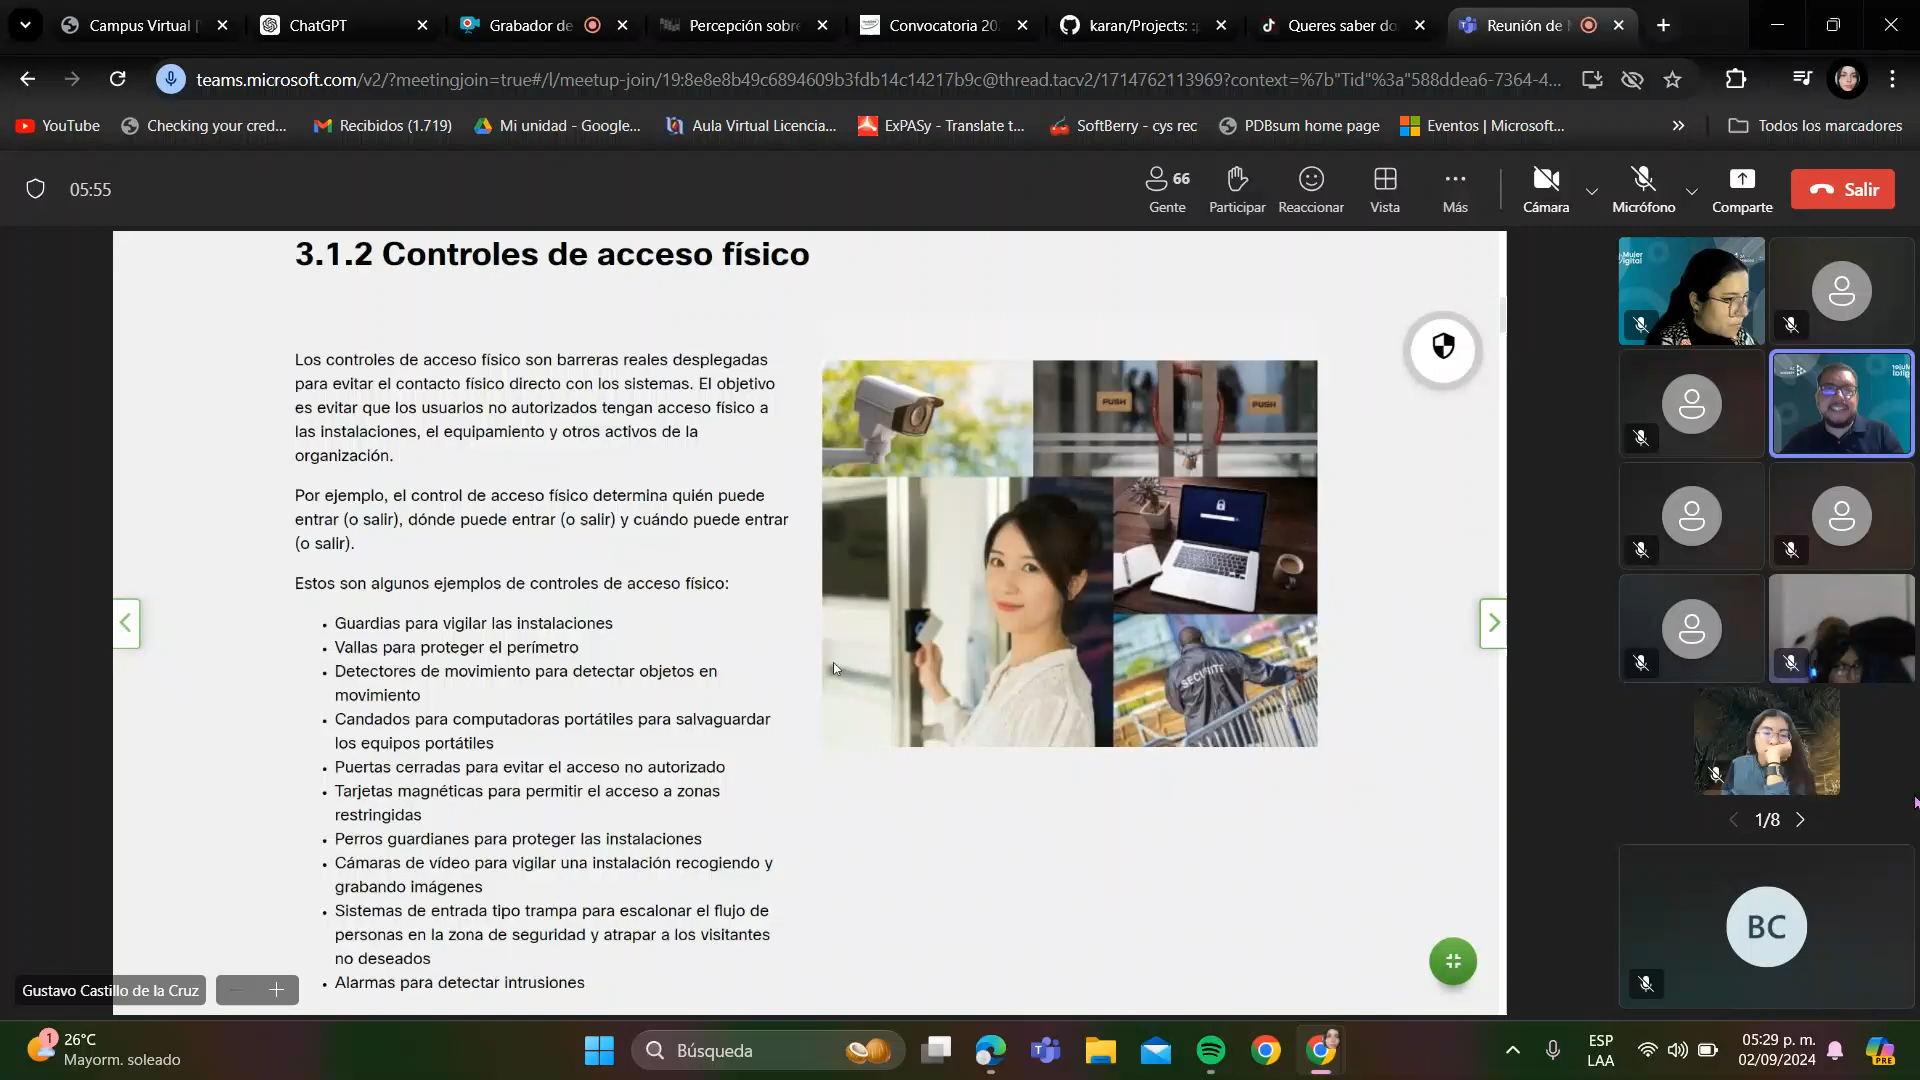 Campus Virtual [
ChatGPT
Grabador de
Percepción sobre
Convocatoria 202
karan/Projects: :p
Queres saber do
Reunión de
teams.microsoft.com/v2/?meetingjoin=true#/l/meetup-join/19:8e8e8b49c6894609b3fdb14c14217b9c@thread.tacv2/1714762113969?context=%7b"Tid"%3a"588ddea6-7364-4...
YouTube
Checking your cred...
Recibidos (1.719)
Mi unidad - Google...
Aula Virtual Licencia...
ExPASy - Translate t...
SoftBerry - cys rec
PDBsum home page
Eventos | Microsoft...
»
Todos los marcadores
05:55
66
Gente
Participar
Reaccionar
Vista
Más
Cámara
Micrófono
Comparte
Salir
3.1.2 Controles de acceso físico
Los controles de acceso físico son barreras reales desplegadas
para evitar el contacto físico directo con los sistemas. El objetivo
es evitar que los usuarios no autorizados tengan acceso físico a
las instalaciones, el equipamiento y otros activos de la
organización.
Por ejemplo, el control de acceso físico determina quién puede
entrar (o salir), dónde puede entrar (o salir) y cuándo puede entrar
(o salir).
Estos son algunos ejemplos de controles de acceso físico:
• Guardias para vigilar las instalaciones
• Vallas para proteger el perímetro
• Detectores de movimiento para detectar objetos en
movimiento
• Candados para computadoras portátiles para salvaguardar
los equipos portátiles
• Puertas cerradas para evitar el acceso no autorizado
• Tarjetas magnéticas para permitir el acceso a zonas
restringidas
• Perros guardianes para proteger las instalaciones
• Cámaras de vídeo para vigilar una instalación recogiendo y
grabando imágenes
• Sistemas de entrada tipo trampa para escalonar el flujo de
personas en la zona de seguridad y atrapar a los visitantes
no deseados
• Alarmas para detectar intrusiones
PUSH
PUSH
SECURITY
Mujer
Digital
1/8
BC
Gustavo Castillo de la Cruz
1
26°C
Mayorm. soleado
Búsqueda
ESP
LAA
05:29 p. m.
02/09/2024
PRE